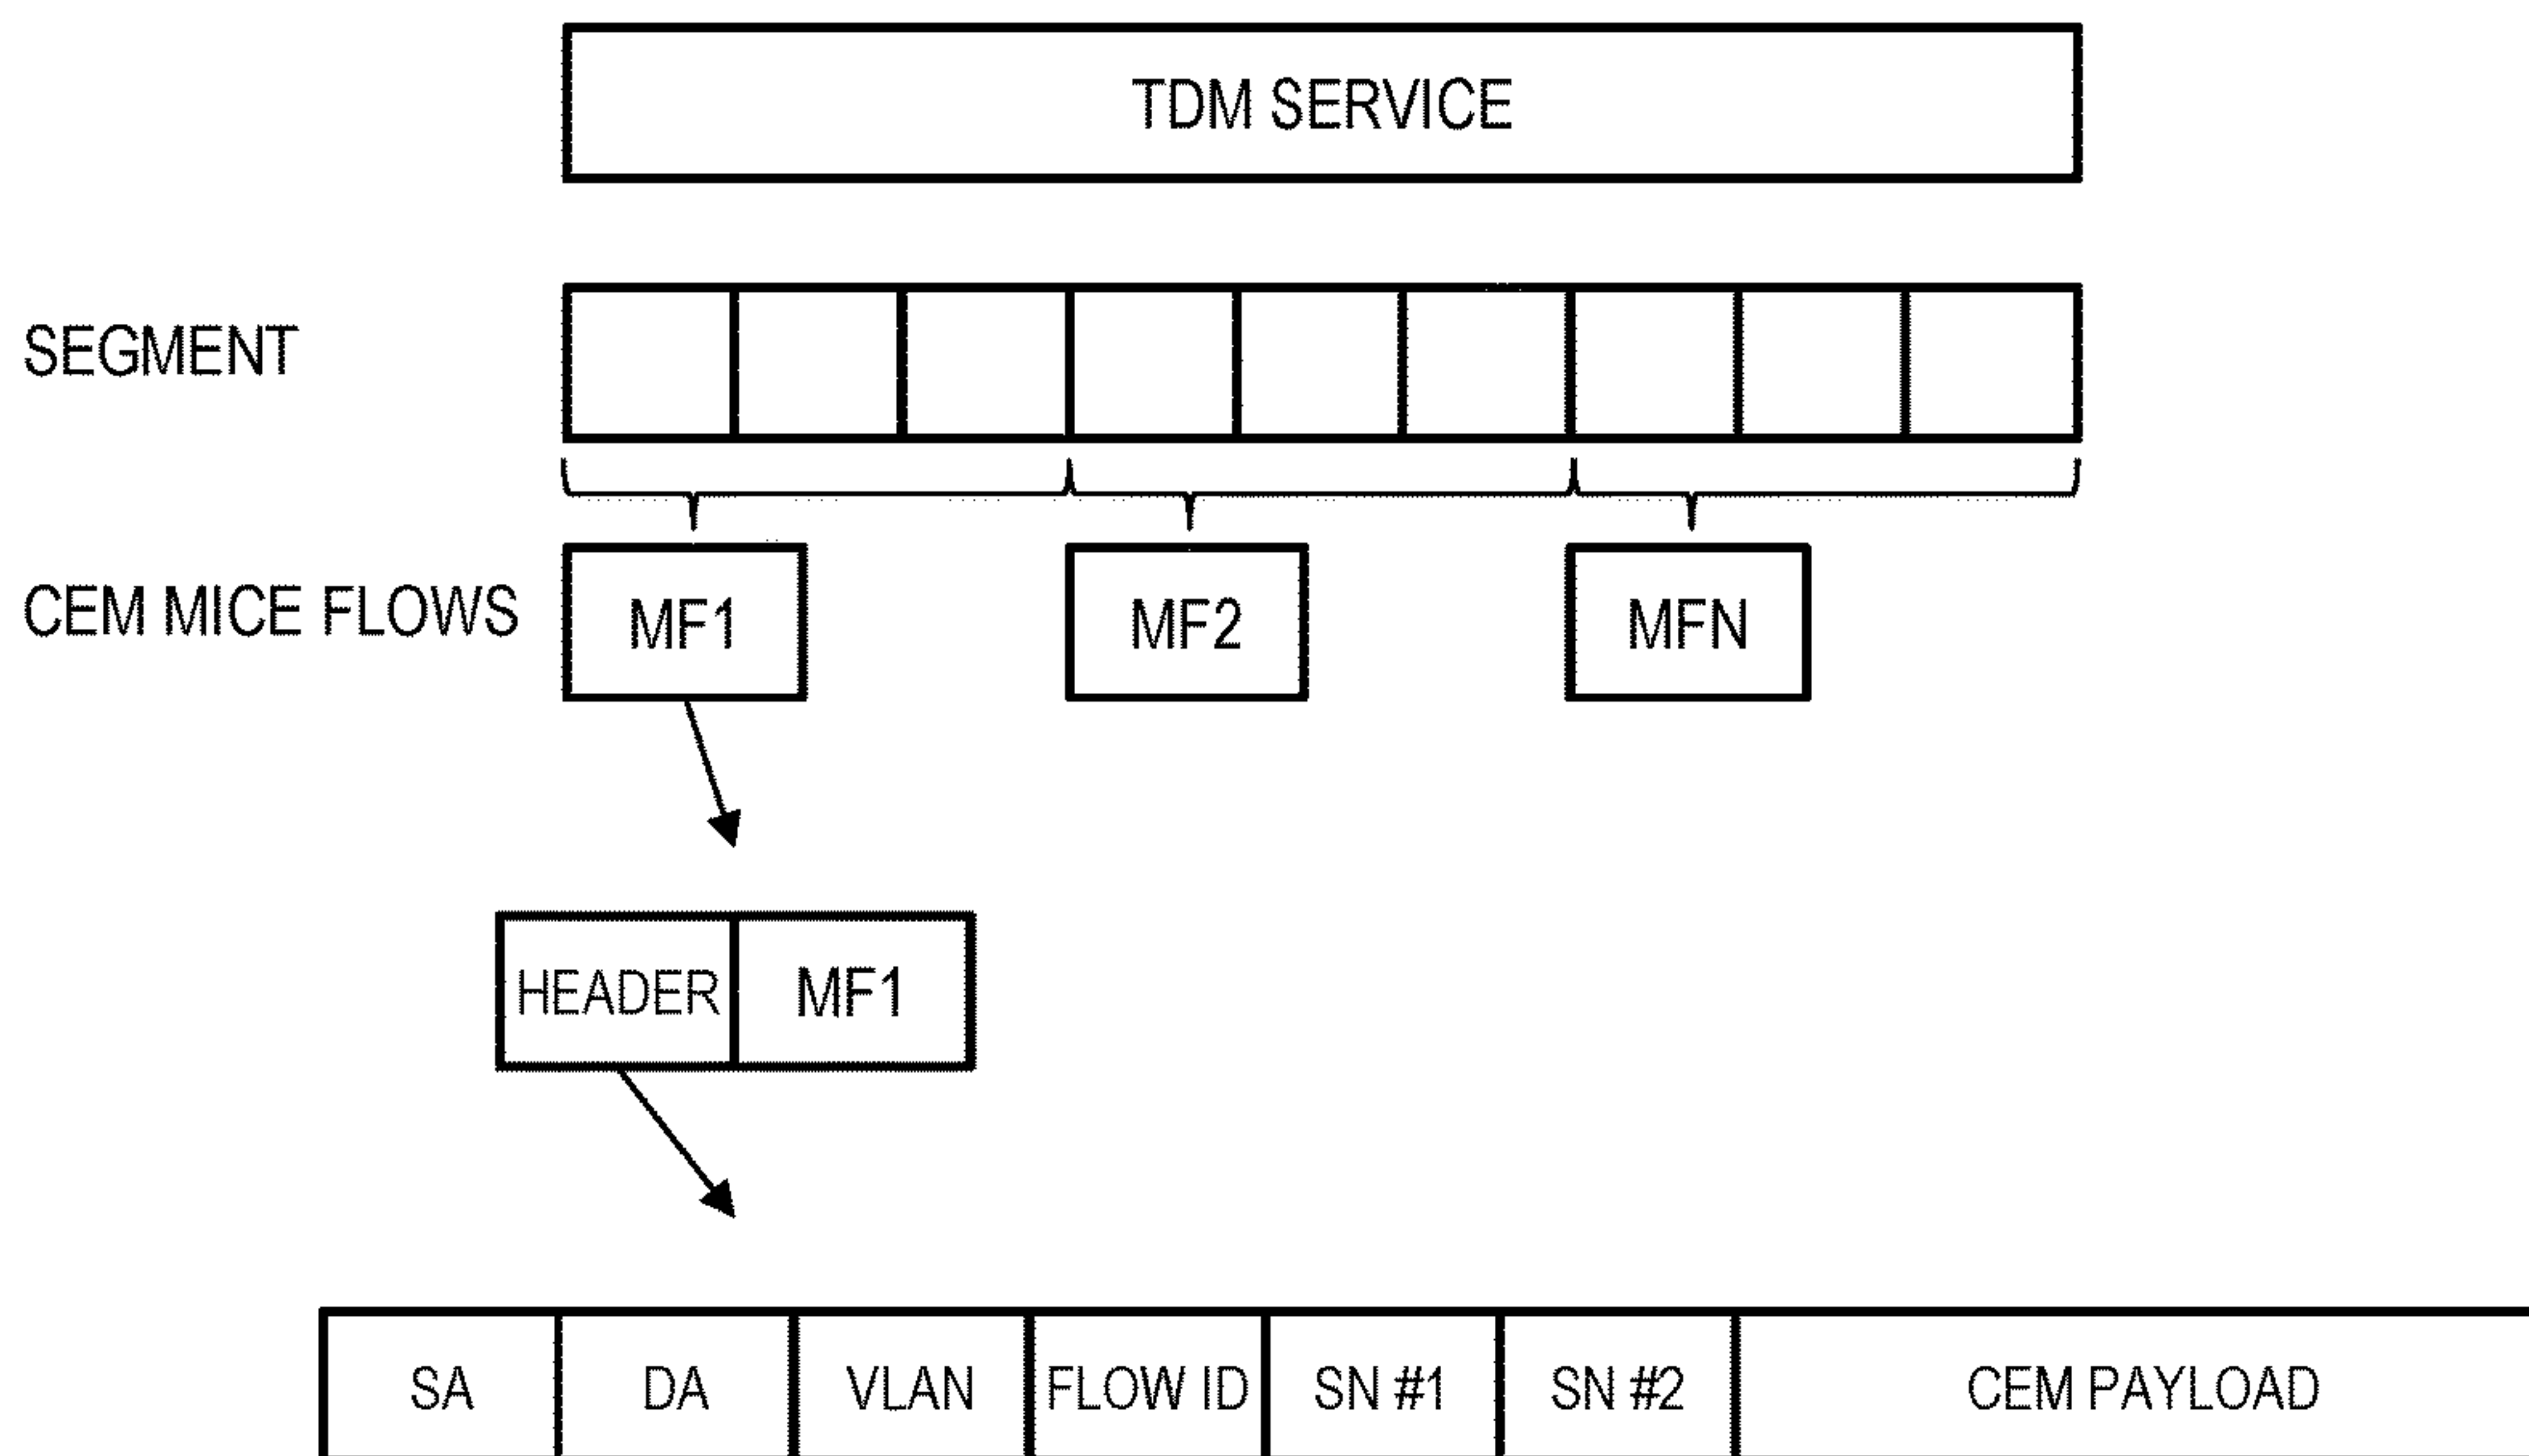 TDM SERVICE
SEGMENT
CEM MICE FLOWS
MF1
MF2
MFN
HEADER
MF1
SA
DA
VLAN
FLOW ID
SN #1
SN #2
CEM PAYLOAD